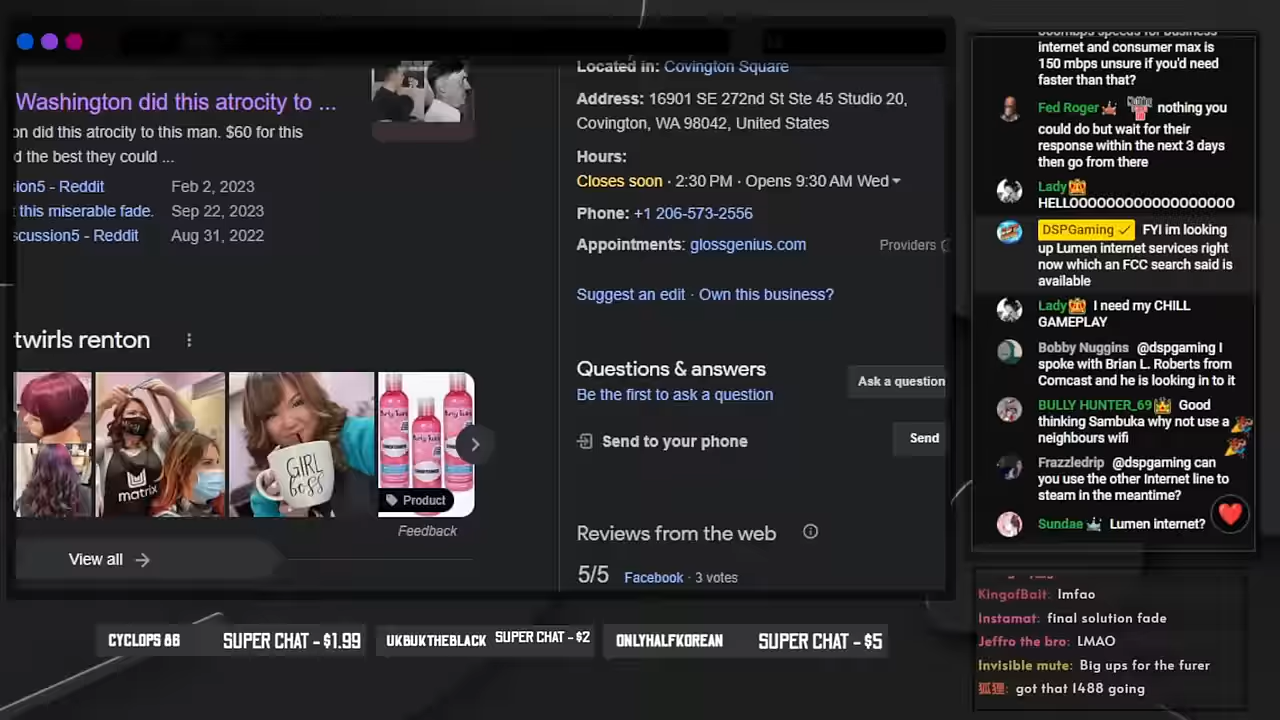 Washington did this atrocity to ...
on did this atrocity to this man. $60 for this
d the best they could ...
ion5 - Reddit Feb 2, 2023
this miserable fade. Sep 22, 2023
scussion5 - Reddit Aug 31, 2022
twirls renton
matrix
GIRL
boss
Product
Feedback
View all
Located in: Covington Square
Address: 16901 SE 272nd St Ste 45 Studio 20,
Covington, WA 98042, United States
Hours:
Closes soon · 2:30 PM · Opens 9:30 AM Wed
Phone: +1 206-573-2556
Appointments: glossgenius.com Providers
Suggest an edit · Own this business?
Questions & answers
Be the first to ask a question
Ask a question
Send to your phone
Send
Reviews from the web
5/5 Facebook · 3 votes
speeds for business
internet and consumer max is
150 mbps unsure if you'd need
faster than that?
Fed Roger nothing you
could do but wait for their
response within the next 3 days
then go from there
Lady
HELLOOOOOOOOOOOOOOOOOOO
DSPGaming FYI im looking
up Lumen internet services right
now which an FCC search said is
available
Lady I need my CHILL
GAMEPLAY
Bobby Nuggins @dspgaming I
spoke with Brian L. Roberts from
Comcast and he is looking in to it
BULLY HUNTER_69 Good
thinking Sambuka why not use a
neighbours wifi
Frazzledrip @dspgaming can
you use the other Internet line to
steam in the meantime?
Sundae Lumen internet?
KingofBait: lmfao
Instamat: final solution fade
Jeffro the bro: LMAO
Invisible mute: Big ups for the furer
狐狸: got that 1488 going
CYCLOPS 86 SUPER CHAT - $1.99
UKBUKTHEBLACK SUPER CHAT - $2
ONLYHALFKOREAN SUPER CHAT - $5